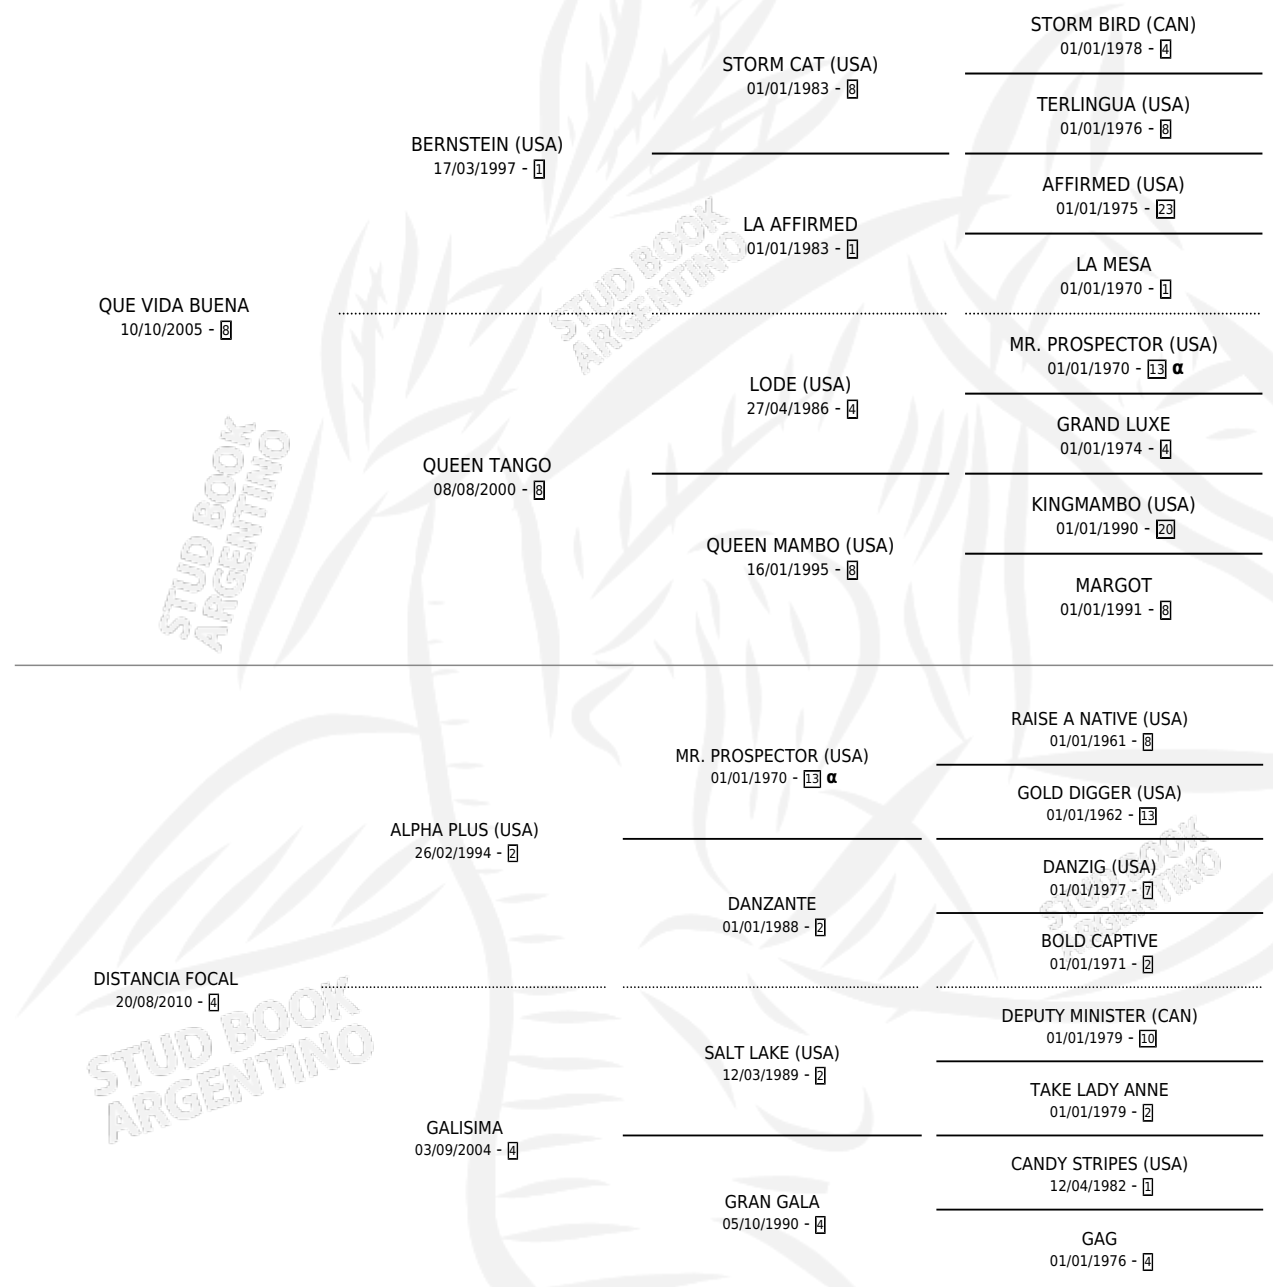 STORM BIRD (CAN)
01/01/1978 - 4
STORM CAT (USA)
01/01/1983 - 8
TERLINGUA (USA)
01/01/1976 - 8
BERNSTEIN (USA)
17/03/1997 - 1
AFFIRMED (USA)
01/01/1975 - 23
LA AFFIRMED
01/01/1983 - 1
LA MESA
01/01/1970 - 1
QUE VIDA BUENA
10/10/2005 - 8
MR. PROSPECTOR (USA)
01/01/1970 - 13 α
LODE (USA)
27/04/1986 - 4
GRAND LUXE
01/01/1974 - 4
QUEEN TANGO
08/08/2000 - 8
KINGMAMBO (USA)
01/01/1990 - 20
QUEEN MAMBO (USA)
16/01/1995 - 8
MARGOT
01/01/1991 - 8
STUD BOOK
ARGENTINO
STUD BOOK
ARGENTINO
RAISE A NATIVE (USA)
01/01/1961 - 8
MR. PROSPECTOR (USA)
01/01/1970 - 13 α
GOLD DIGGER (USA)
01/01/1962 - 13
ALPHA PLUS (USA)
26/02/1994 - 2
DANZIG (USA)
01/01/1977 - 7
DANZANTE
01/01/1988 - 2
BOLD CAPTIVE
01/01/1971 - 2
DISTANCIA FOCAL
20/08/2010 - 4
DEPUTY MINISTER (CAN)
01/01/1979 - 10
SALT LAKE (USA)
12/03/1989 - 2
TAKE LADY ANNE
01/01/1979 - 2
GALISIMA
03/09/2004 - 4
CANDY STRIPES (USA)
12/04/1982 - 1
GRAN GALA
05/10/1990 - 4
GAG
01/01/1976 - 4
STUD BOOK
ARGENTINO
STUD BOOK
ARGENTINO